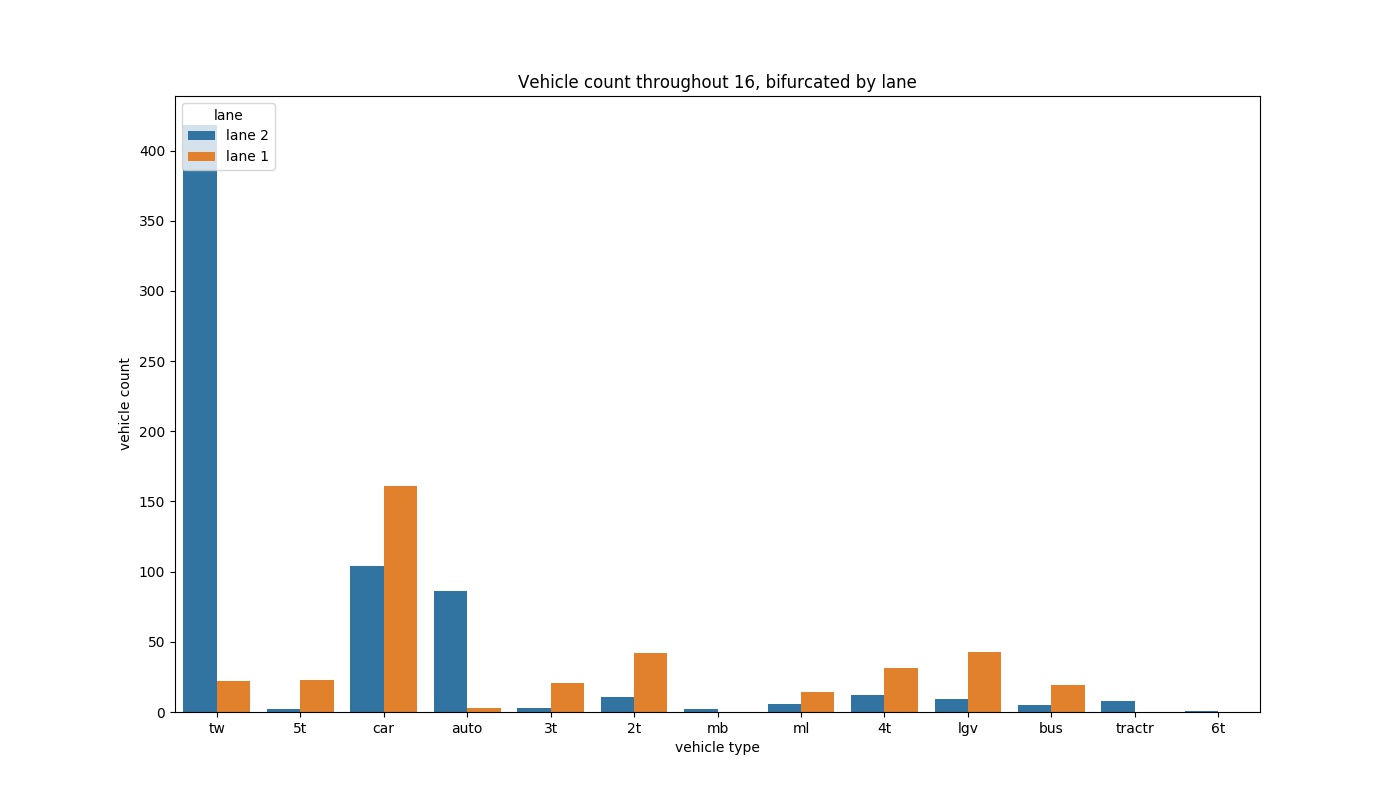 Vehicle count throughout 16, bifurcated by lane
lane
lane 2
lane 1
400
350
300
250
200
150
100
50
0
vehicle count
tw 5t car auto 3t 2t mb ml 4t lgv bus tractr 6t
vehicle type